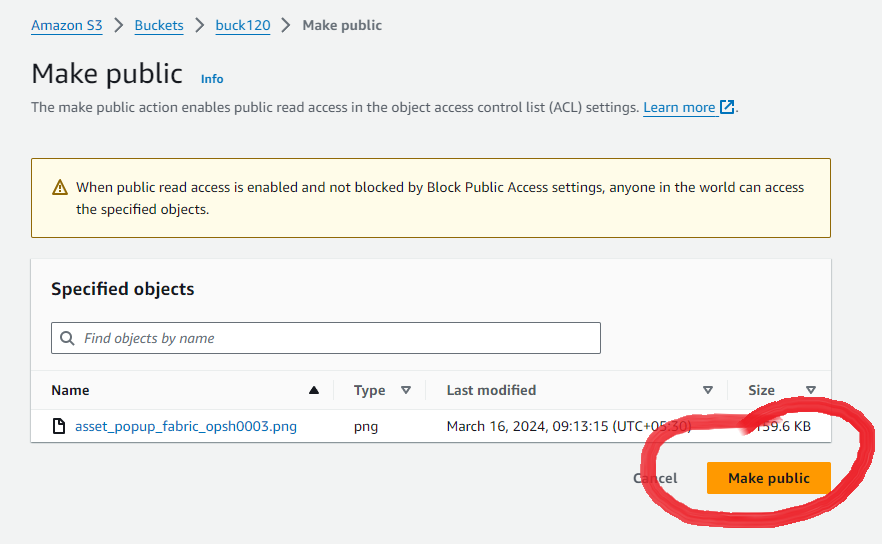 Amazon S3 > Buckets > buck120 > Make public
Make public Info
The make public action enables public read access in the object access control list (ACL) settings. Learn more.
When public read access is enabled and not blocked by Block Public Access settings, anyone in the world can access
the specified objects.
Specified objects
Find objects by name
Name Type Last modified Size
asset_popup_fabric_opsh0003.png png March 16, 2024, 09:13:15 (UTC+05:30) 159.6 KB
Cancel Make public